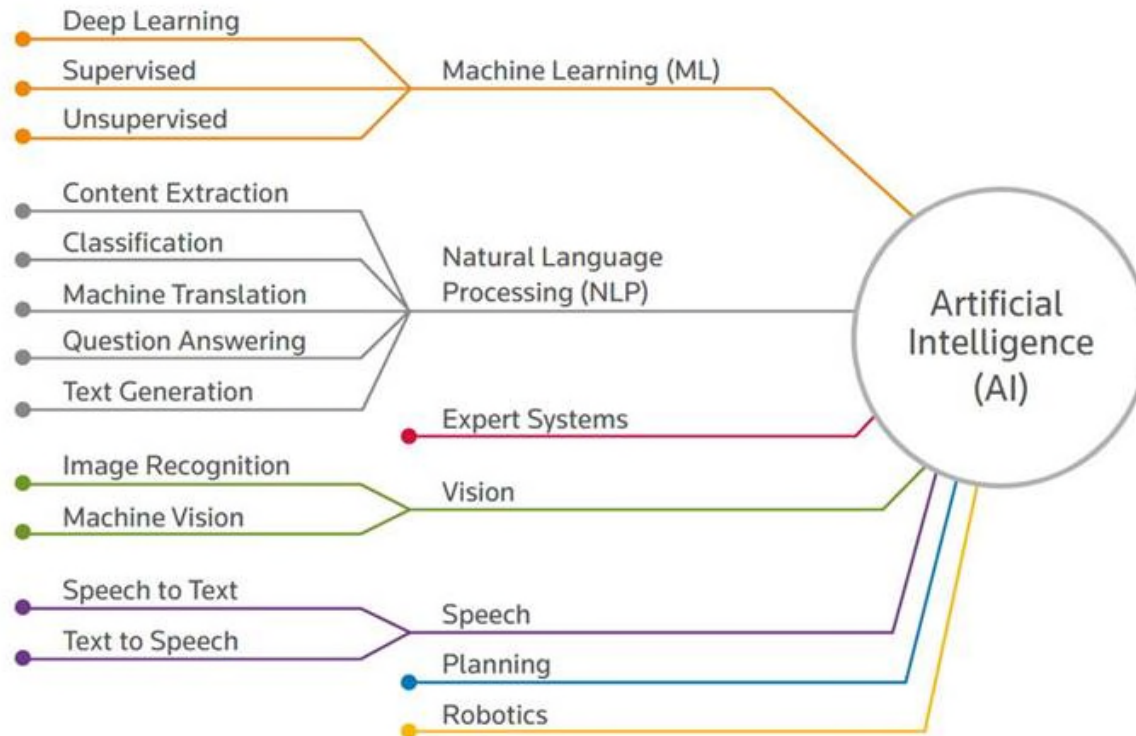 Deep Learning
Supervised
Unsupervised
Machine Learning (ML)
Content Extraction
Classification
Machine Translation
Question Answering
Text Generation
Natural Language
Processing (NLP)
Expert Systems
Image Recognition
Machine Vision
Vision
Speech to Text
Text to Speech
Speech
Planning
Robotics
Artificial
Intelligence
(AI)